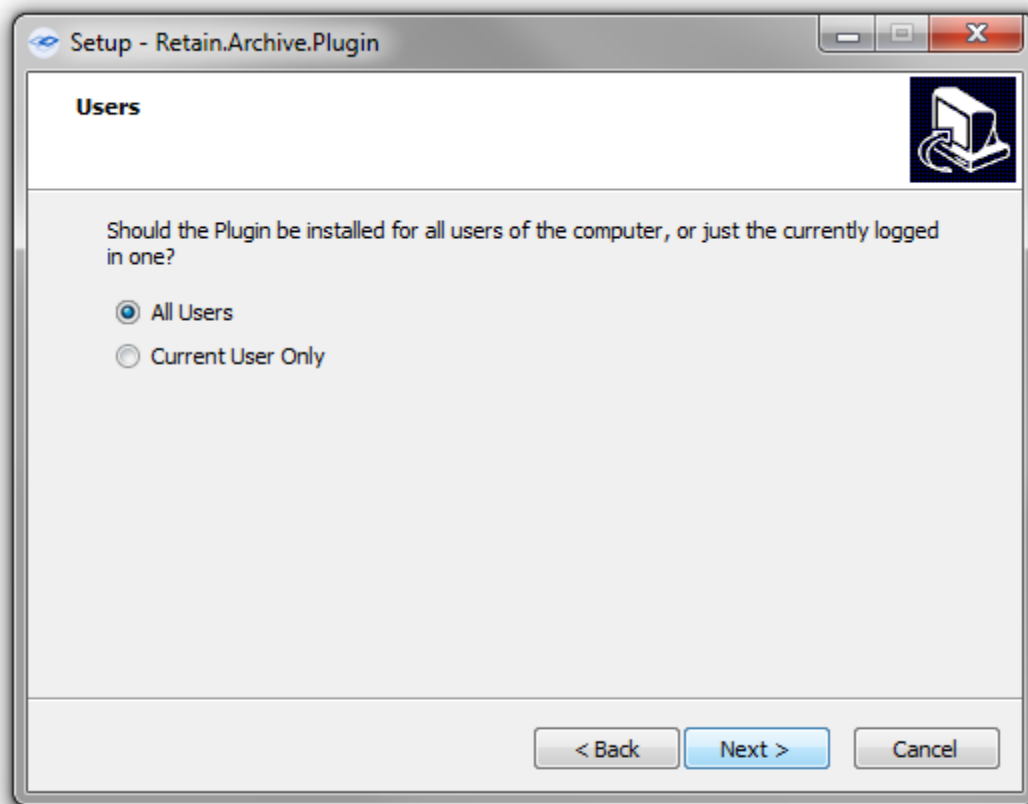 Setup - Retain.Archive.Plugin
Users
Should the Plugin be installed for all users of the computer, or just the currently logged
in one?
All Users
Current User Only
< Back
Next >
Cancel